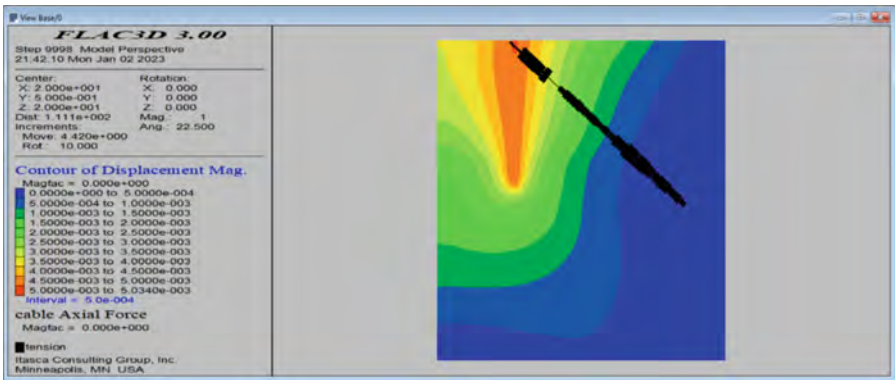 View Base/0
FLAC3D 3.00
Step 9998 Model Perspective
21:42:10 Mon Jan 02 2023
Center: Rotation:
X: 2.000e+001 X: 0.000
Y: 5.000e-001 Y: 0.000
Z: 2.000e+001 Z: 0.000
Dist: 1.111e+002 Mag.: 1
Increments: Ang.: 22.500
Move: 4.420e+000
Rot.: 10.000
Contour of Displacement Mag.
Magfac = 0.000e+000
0.0000e+000 to 5.0000e-004
5.0000e-004 to 1.0000e-003
1.0000e-003 to 1.5000e-003
1.5000e-003 to 2.0000e-003
2.0000e-003 to 2.5000e-003
2.5000e-003 to 3.0000e-003
3.0000e-003 to 3.5000e-003
3.5000e-003 to 4.0000e-003
4.0000e-003 to 4.5000e-003
4.5000e-003 to 5.0000e-003
5.0000e-003 to 5.0340e-003
Interval = 5.0e-004
cable Axial Force
Magfac = 0.000e+000
tension
Itasca Consulting Group, Inc.
Minneapolis, MN USA